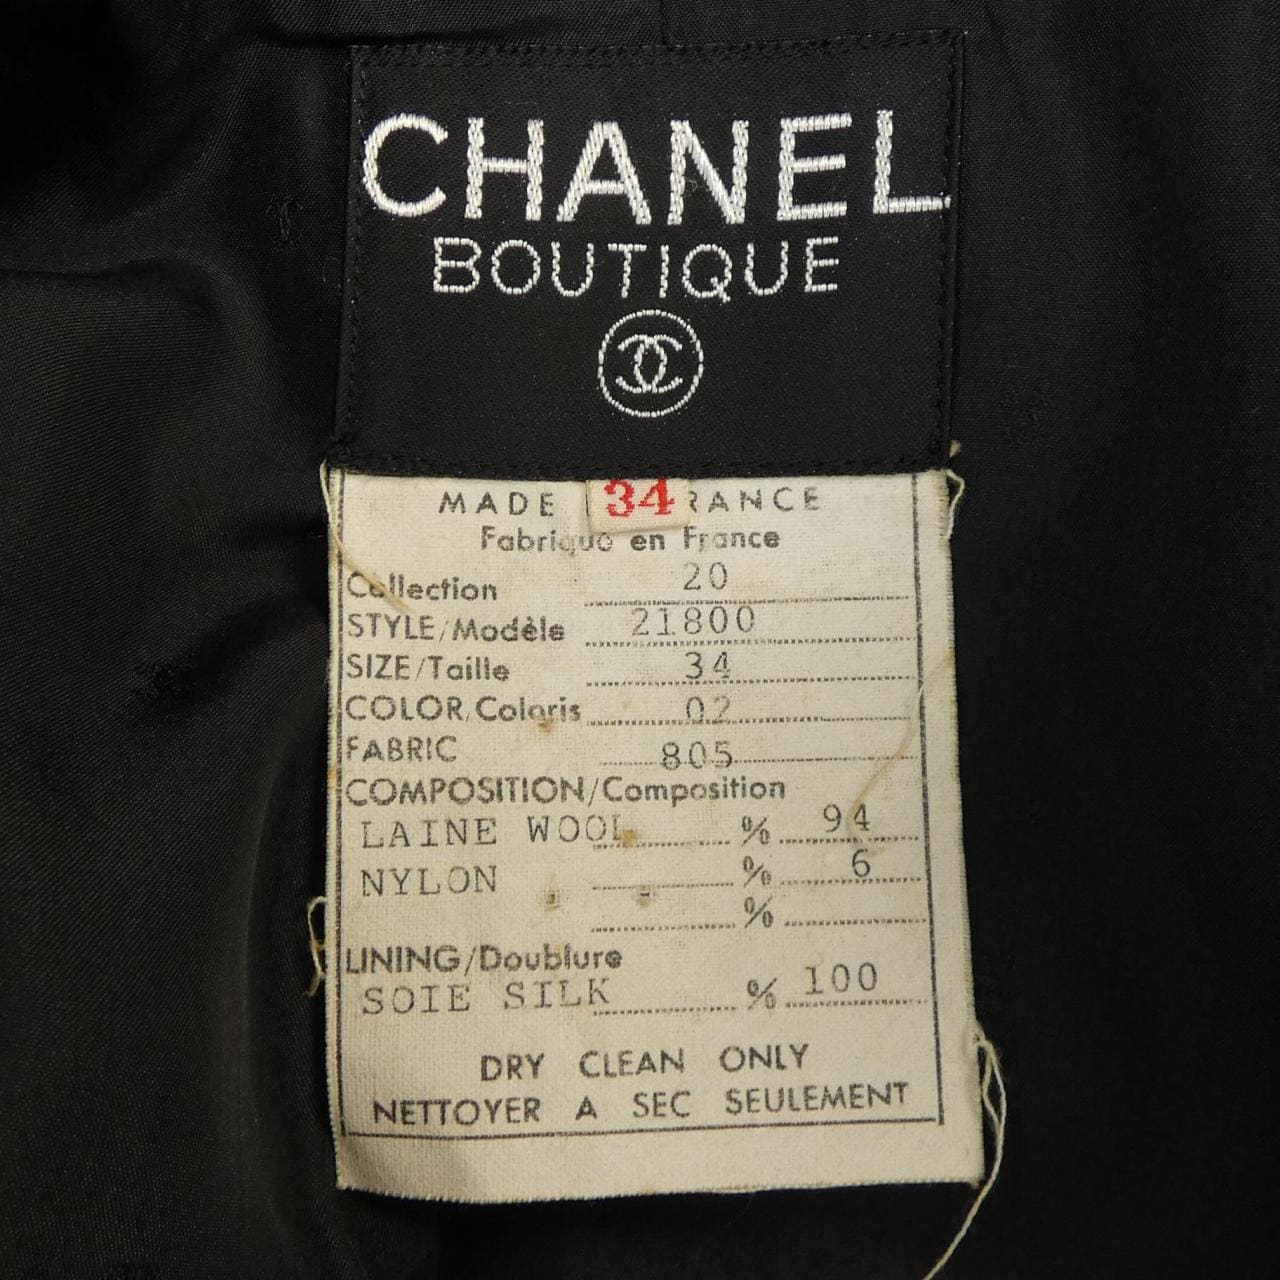 CHANEL
BOUTIQUE
MADE 34 RANCE
Fabriqué en France
Collection 20
STYLE/Modèle 21800
SIZE/Taille 34
COLOR/Coloris 02
FABRIC 805
COMPOSITION/Composition
LAINE WOOL % 94
NYLON % 6
%
LINING/Doublure
SOIE SILK % 100
DRY CLEAN ONLY
NETTOYER A SEC SEULEMENT